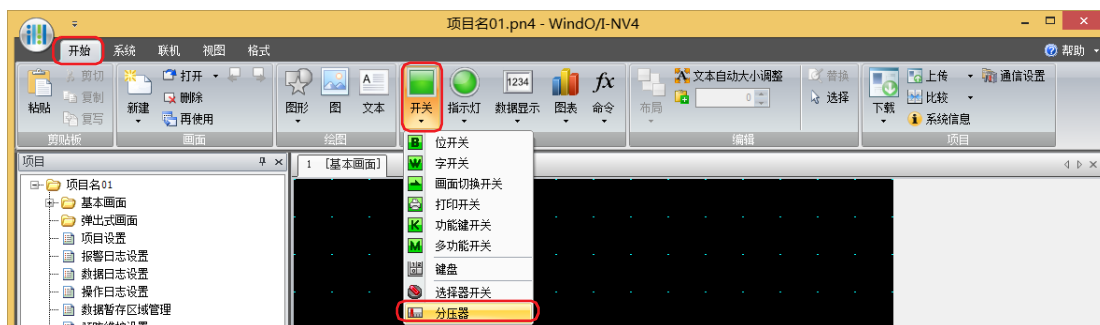 项目名01.pn4 - WindO/I-NV4
开始 系统 联机 视图 格式 帮助
剪切 打开 A 1234 fx 文本自动大小调整 替换 上传 通信设置
粘贴 复制 新建 删除 图形 图 文本 开关 指示灯 数据显示 图表 命令 布局 0 选择 下载 比较
复写 再使用 系统信息
剪贴板 画面 绘图 编辑 项目
项目 1 [基本画面]
B 位开关
W 字开关
画面切换开关
打印开关
K 功能键开关
M 多功能开关
键盘
选择器开关
分压器
项目名01
基本画面
弹出式画面
项目设置
报警日志设置
数据日志设置
操作日志设置
数据暂存区域管理